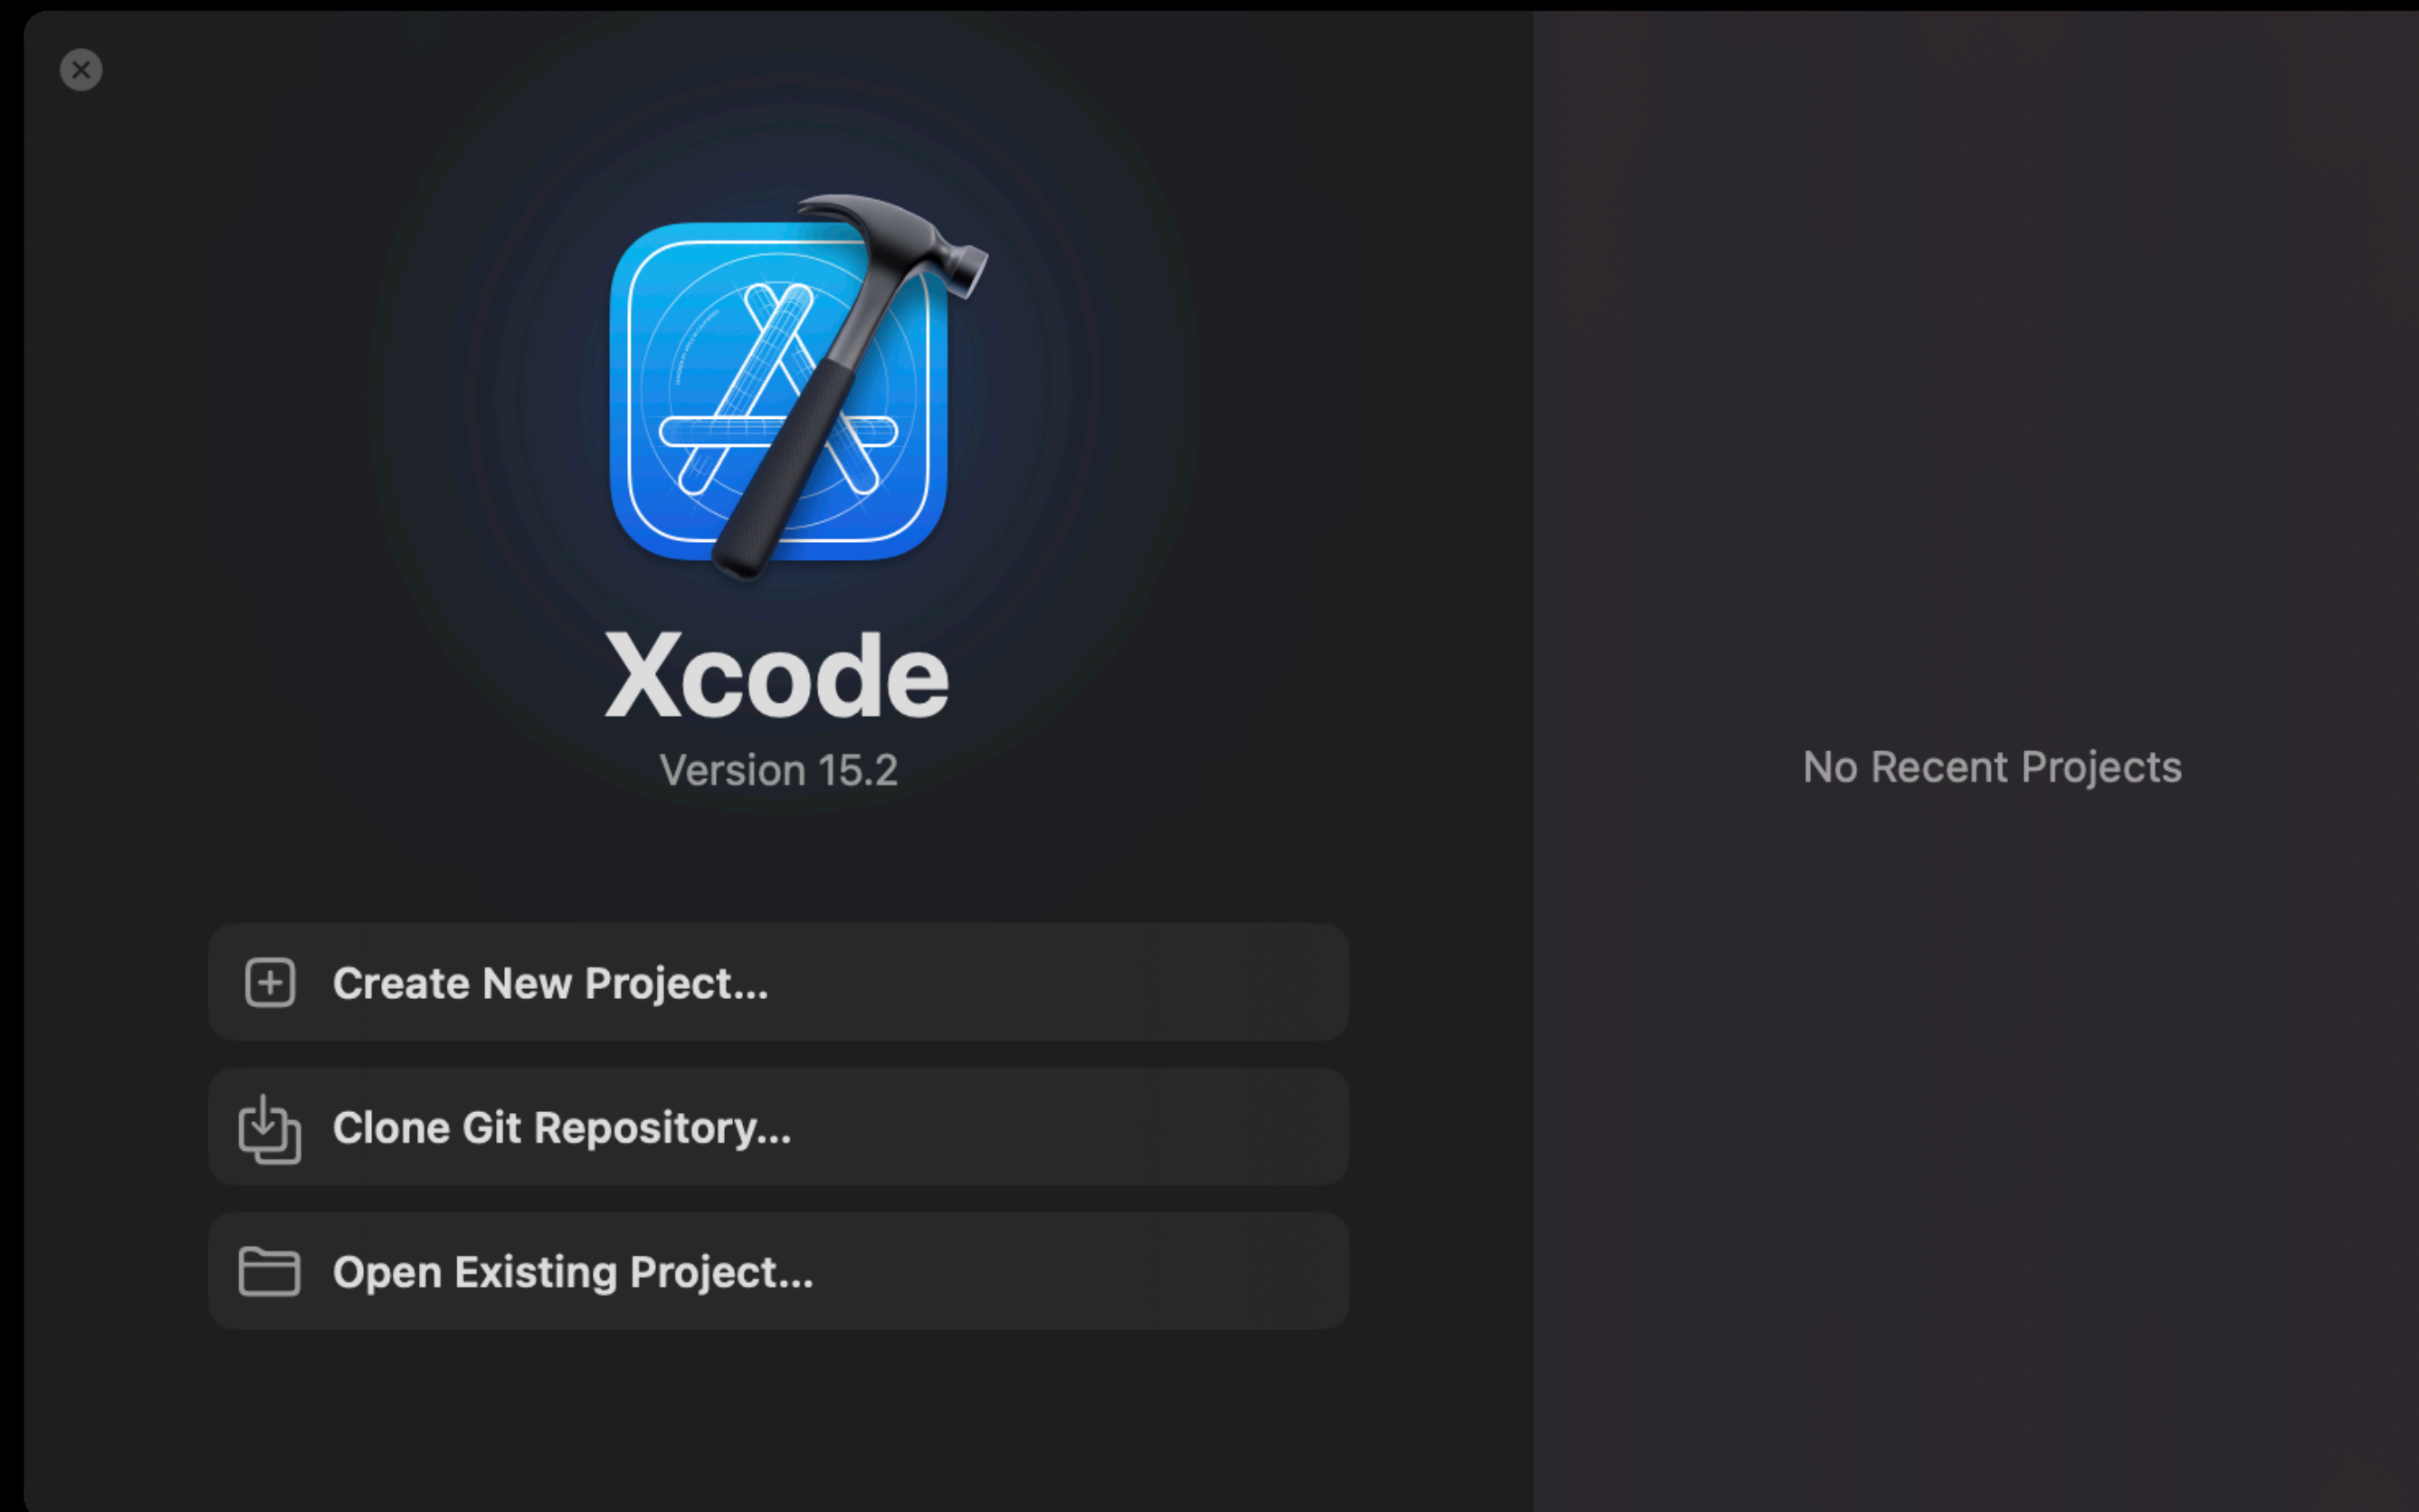 Xcode
Version 15.2
No Recent Projects
Create New Project...
Clone Git Repository...
Open Existing Project...